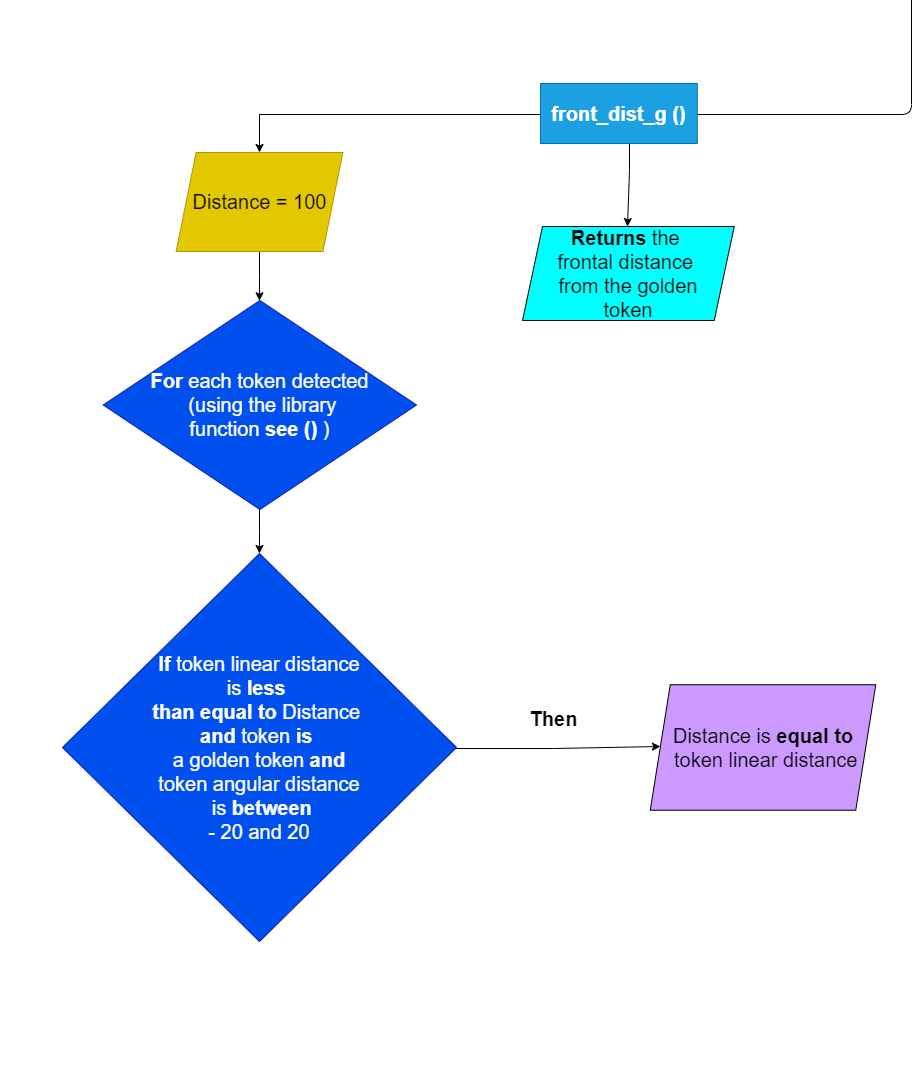 front_dist_g ()
Distance = 100
Returns the
frontal distance
from the golden
token
For each token detected
(using the library
function see () )
If token linear distance
is less
than equal to Distance
and token is
a golden token and
token angular distance
is between
- 20 and 20
Then
Distance is equal to
token linear distance